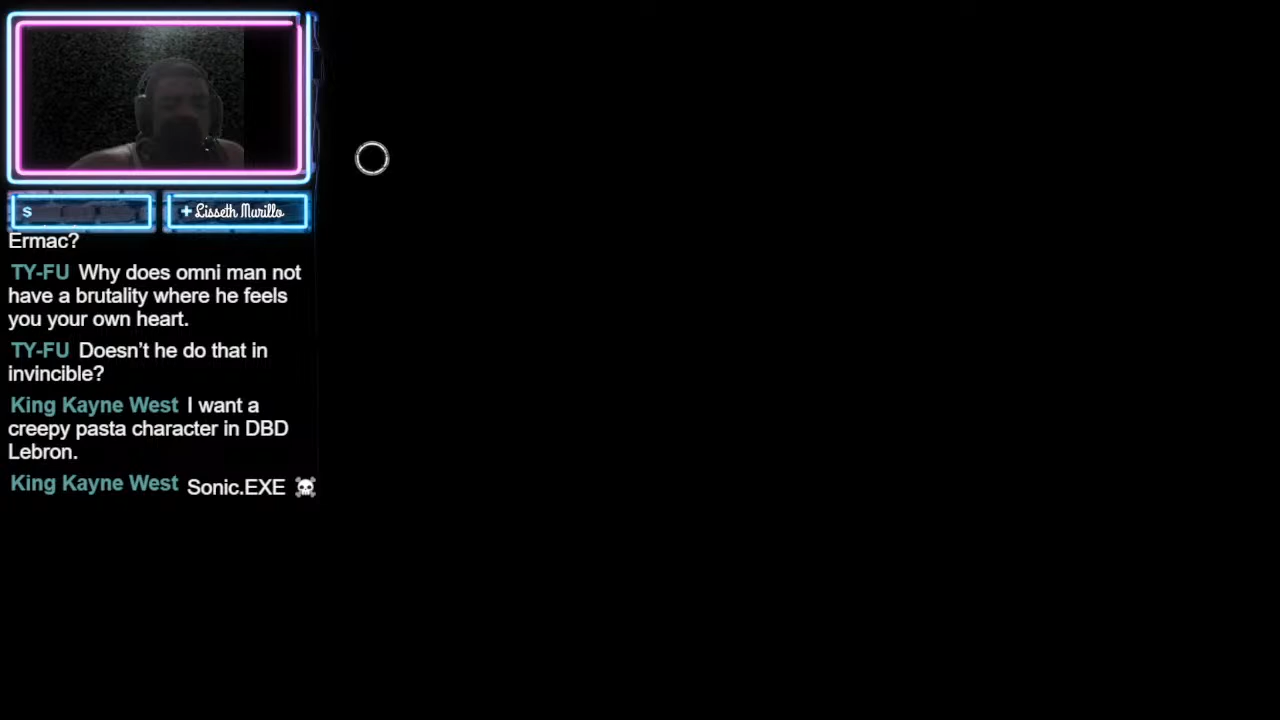 $
+ Lisseth Murillo
Ermac?
TY-FU Why does omni man not
have a brutality where he feels
you your own heart.
TY-FU Doesn't he do that in
invincible?
King Kayne West I want a
creepy pasta character in DBD
Lebron.
King Kayne West Sonic.EXE ☠